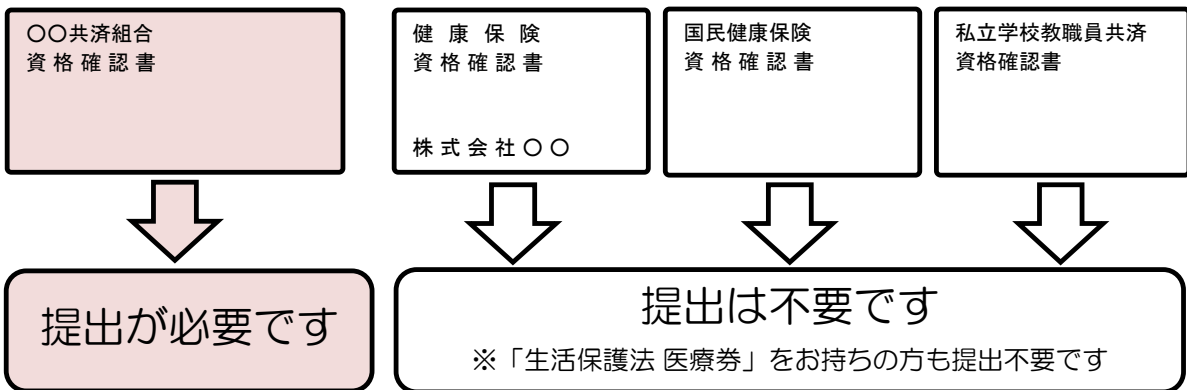 〇〇共済組合
資格確認書
健康保険
資格確認書
株式会社〇〇
国民健康保険
資格確認書
私立学校教職員共済
資格確認書
提出が必要です
提出は不要です
※「生活保護法 医療券」をお持ちの方も提出不要です